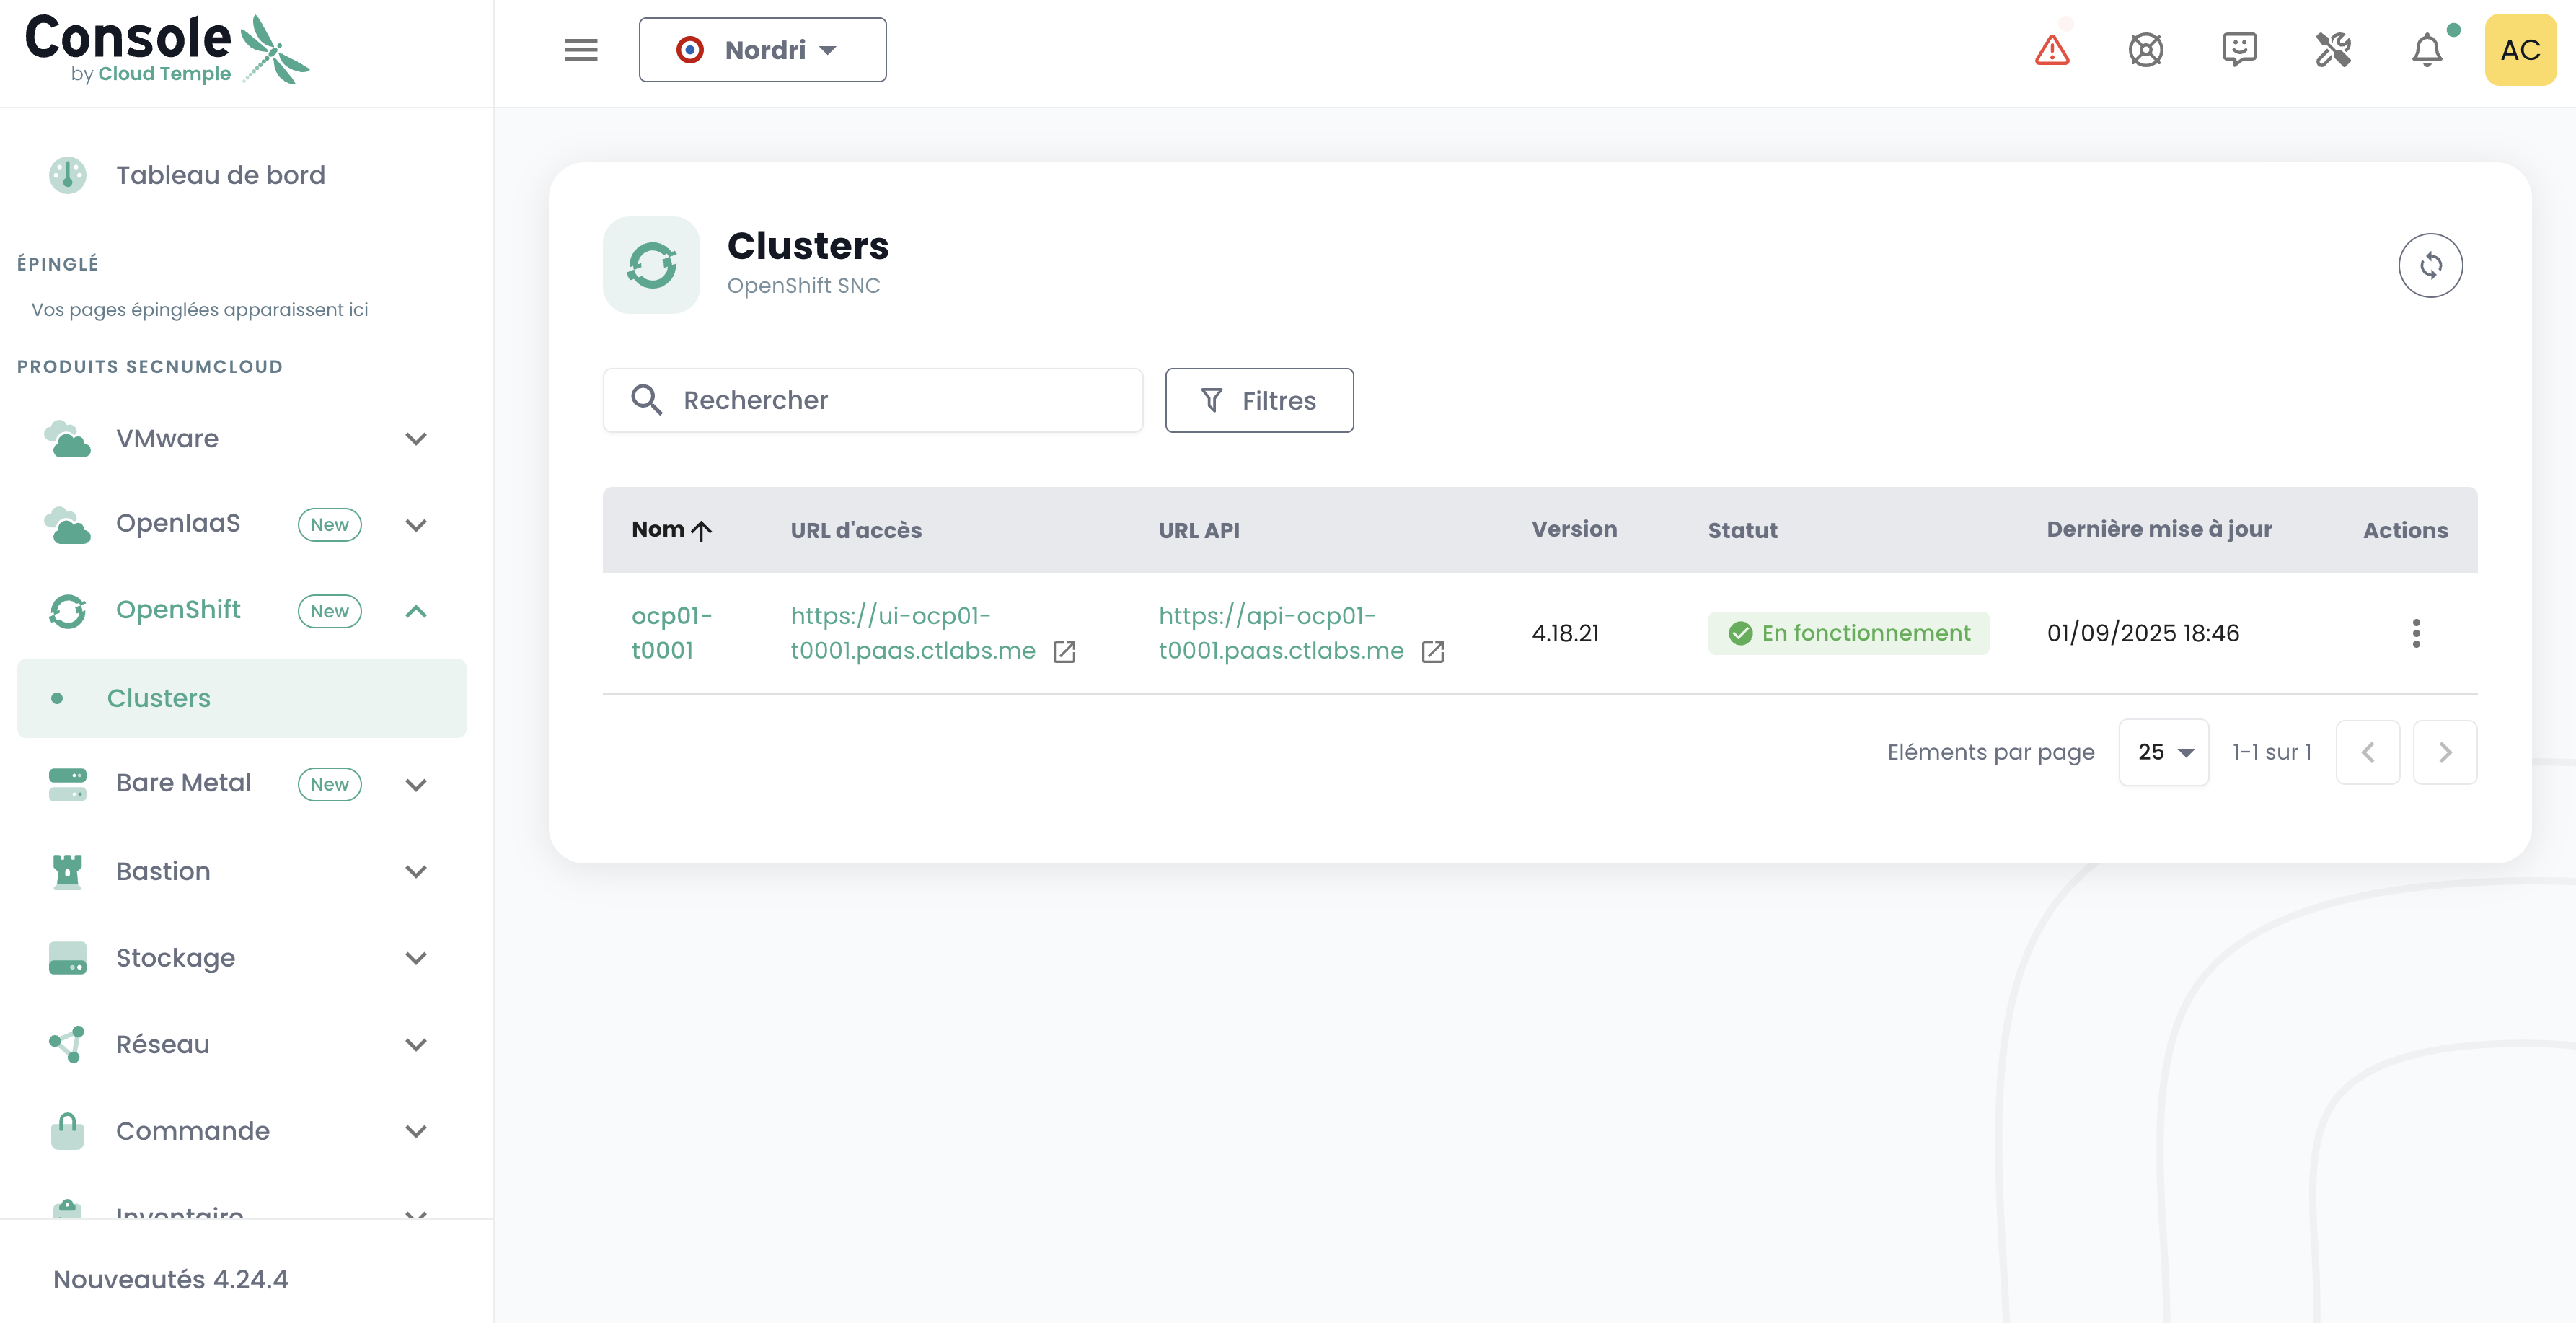 Console
by Cloud Temple
Nordri
AC
Tableau de bord
ÉPINGLÉ
Vos pages épinglées apparaissent ici
PRODUITS SECNUMCLOUD
VMware
OpenIaaS New
OpenShift New
Clusters
Bare Metal New
Bastion
Stockage
Réseau
Commande
Inventaire
Nouveautés 4.24.4
Clusters
OpenShift SNC
Rechercher
Filtres
Nom URL d'accès URL API Version Statut Dernière mise à jour Actions
ocp01- https://ui-ocp01- https://api-ocp01-
t0001 t0001.paas.ctlabs.me t0001.paas.ctlabs.me 4.18.21 En fonctionnement 01/09/2025 18:46
Eléments par page 25 1-1 sur 1